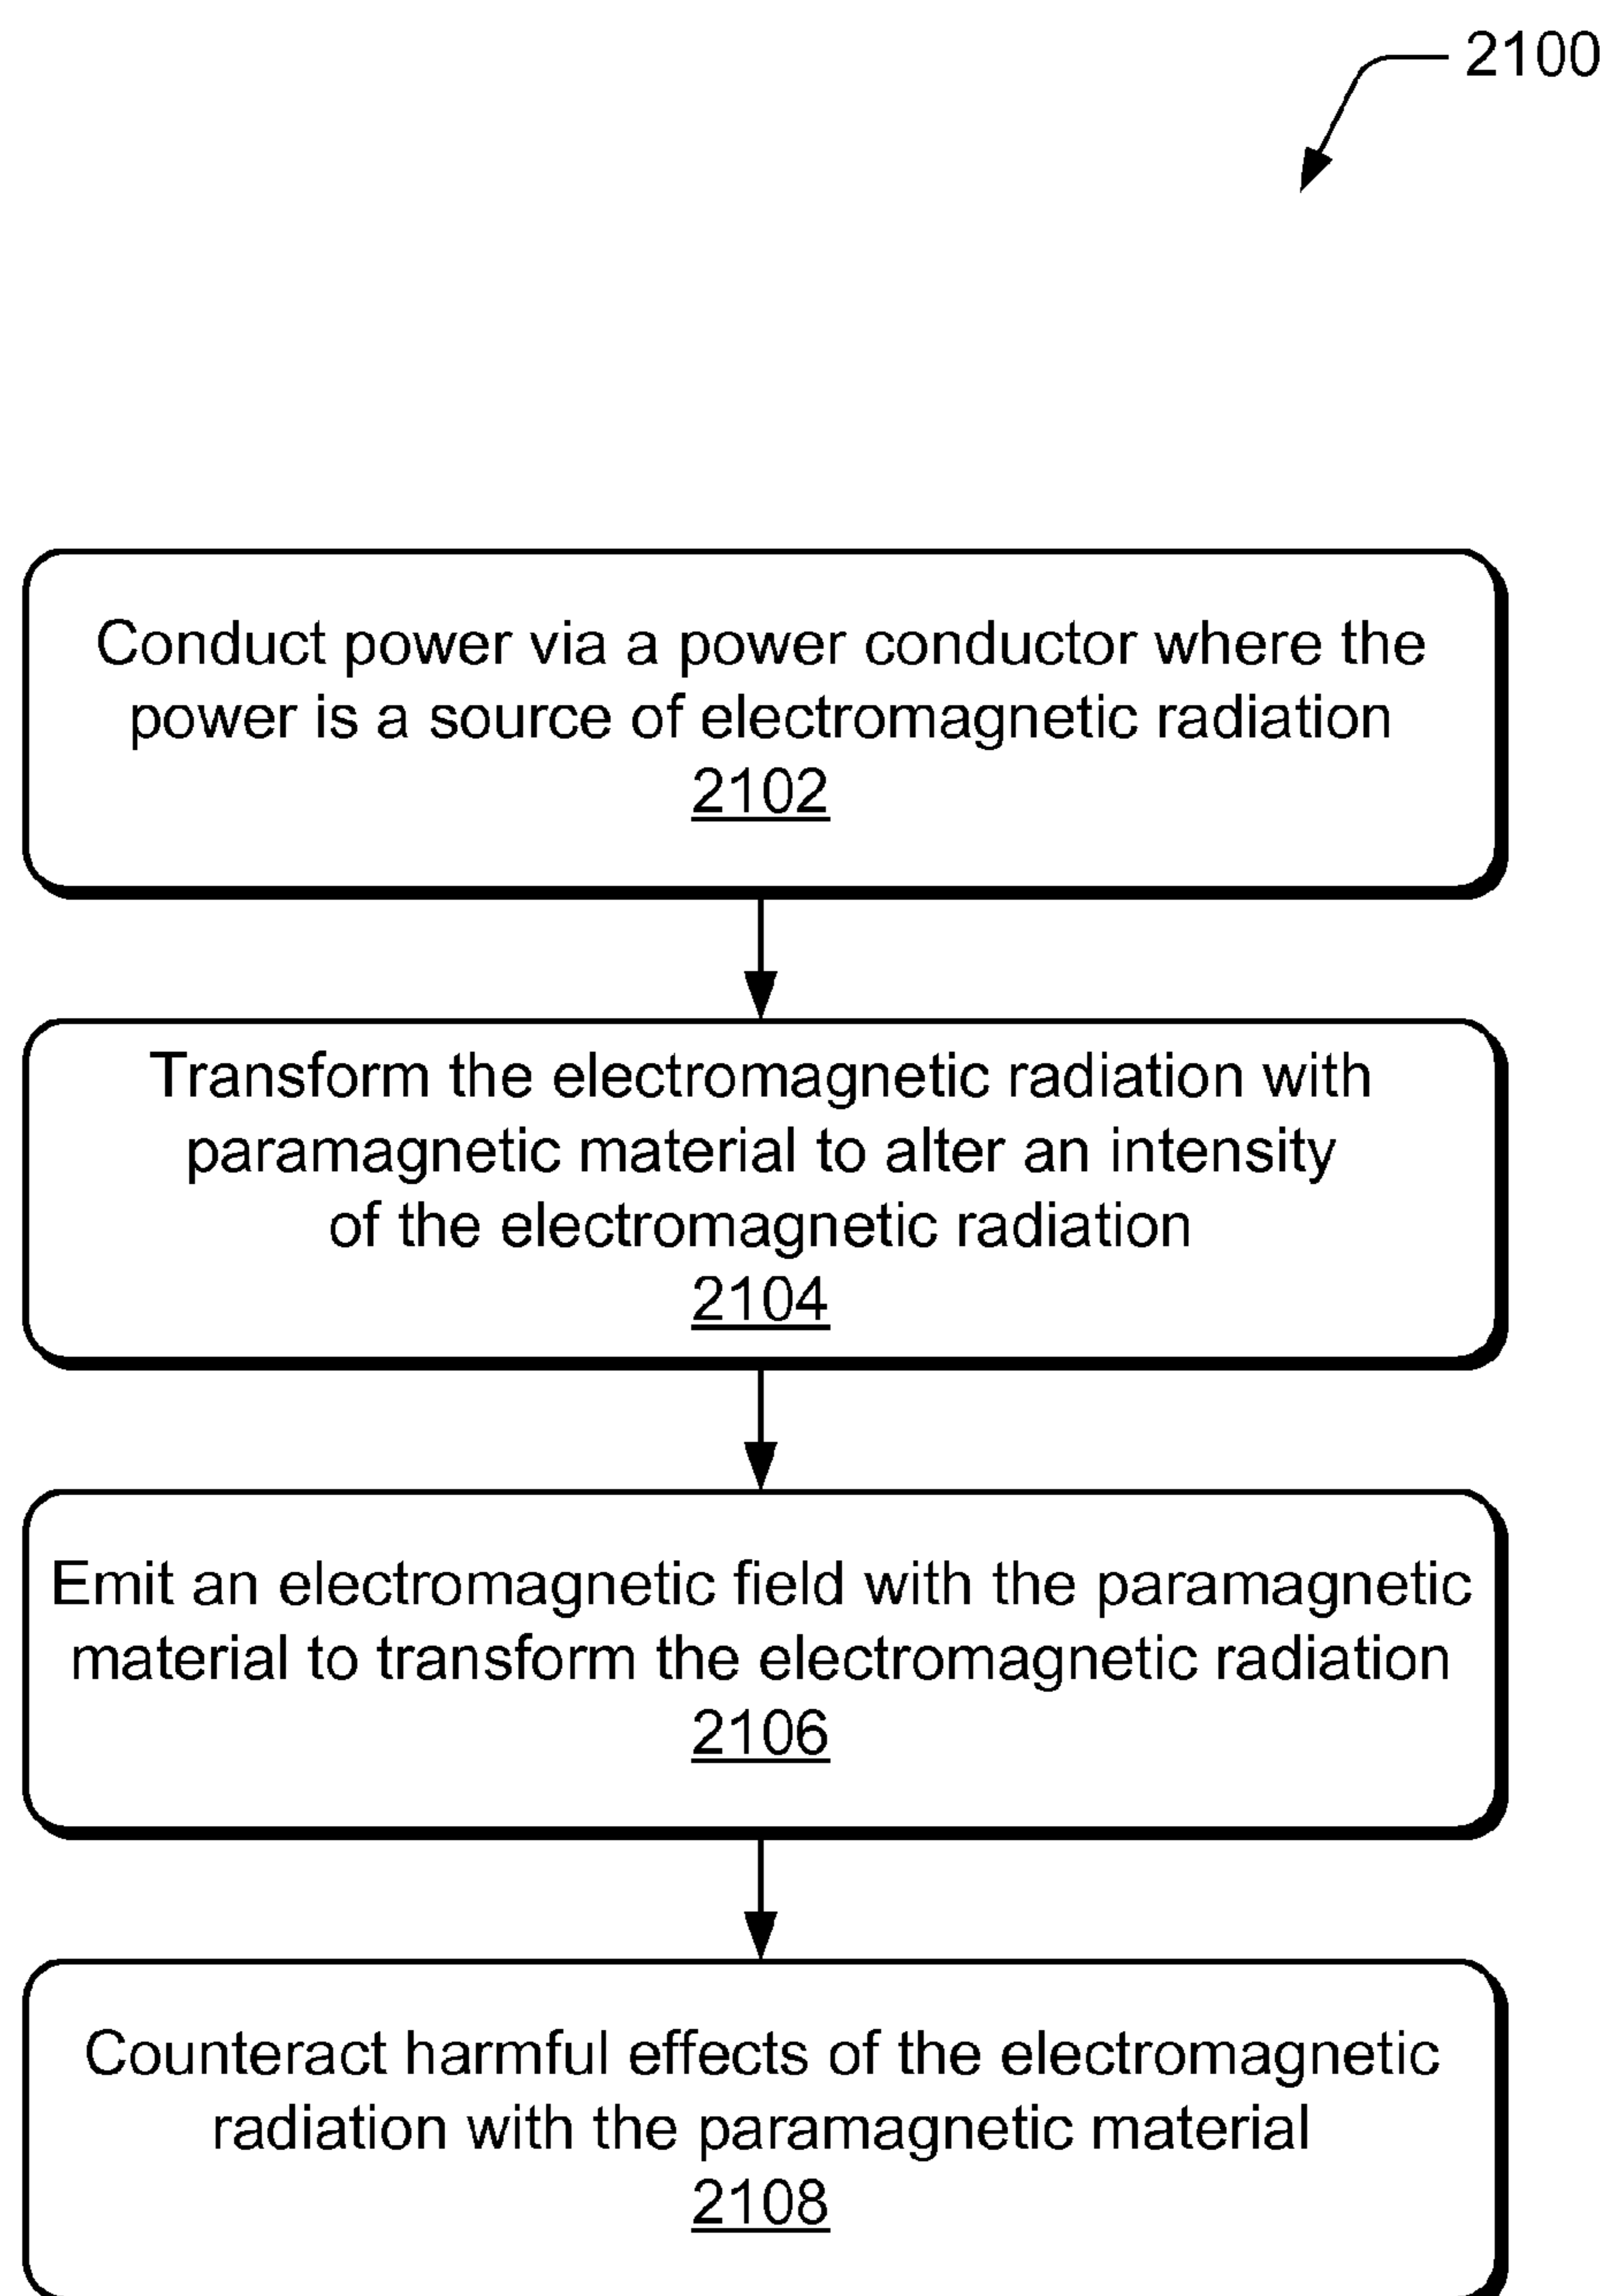 2100
Conduct power via a power conductor where the
power is a source of electromagnetic radiation
2102
Transform the electromagnetic radiation with
paramagnetic material to alter an intensity
of the electromagnetic radiation
2104
Emit an electromagnetic field with the paramagnetic
material to transform the electromagnetic radiation
2106
Counteract harmful effects of the electromagnetic
radiation with the paramagnetic material
2108